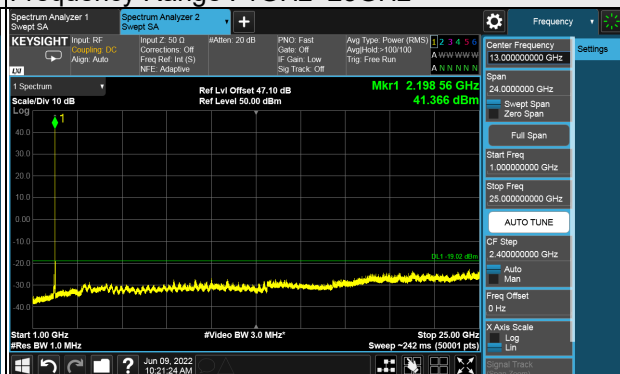 Frequency Range : 1GHz~25GHz
Spectrum Analyzer 1
Swept SA
Spectrum Analyzer 2
Swept SA
Frequency
KEYSIGHT
Input: RF
Coupling: DC
Align: Auto
Input Z: 50 Ω
Corrections: Off
Freq Ref: Int (S)
NFE: Adaptive
#Atten: 20 dB
PNO: Fast
Gate: Off
IF Gain: Low
Sig Track: Off
Avg Type: Power (RMS)
Avg|Hold:>100/100
Trig: Free Run
1 2 3 4 5 6
A W W W W W
A N N N N N
LXI
1 Spectrum
Scale/Div 10 dB
Log
Ref Lvl Offset 47.10 dB
Ref Level 50.00 dBm
Mkr1 2.198 56 GHz
41.366 dBm
1
40.0
30.0
20.0
10.0
0.00
-10.0
-20.0
-30.0
-40.0
DL1 -19.02 dBm
Start 1.00 GHz
#Res BW 1.0 MHz
#Video BW 3.0 MHz*
Stop 25.00 GHz
Sweep ~242 ms (50001 pts)
Jun 09, 2022
10:21:24 AM
Center Frequency
13.000000000 GHz
Settings
Span
24.0000000 GHz
Swept Span
Zero Span
Full Span
Start Freq
1.000000000 GHz
Stop Freq
25.000000000 GHz
AUTO TUNE
CF Step
2.400000000 GHz
Auto
Man
Freq Offset
0 Hz
X Axis Scale
Log
Lin
Signal Track